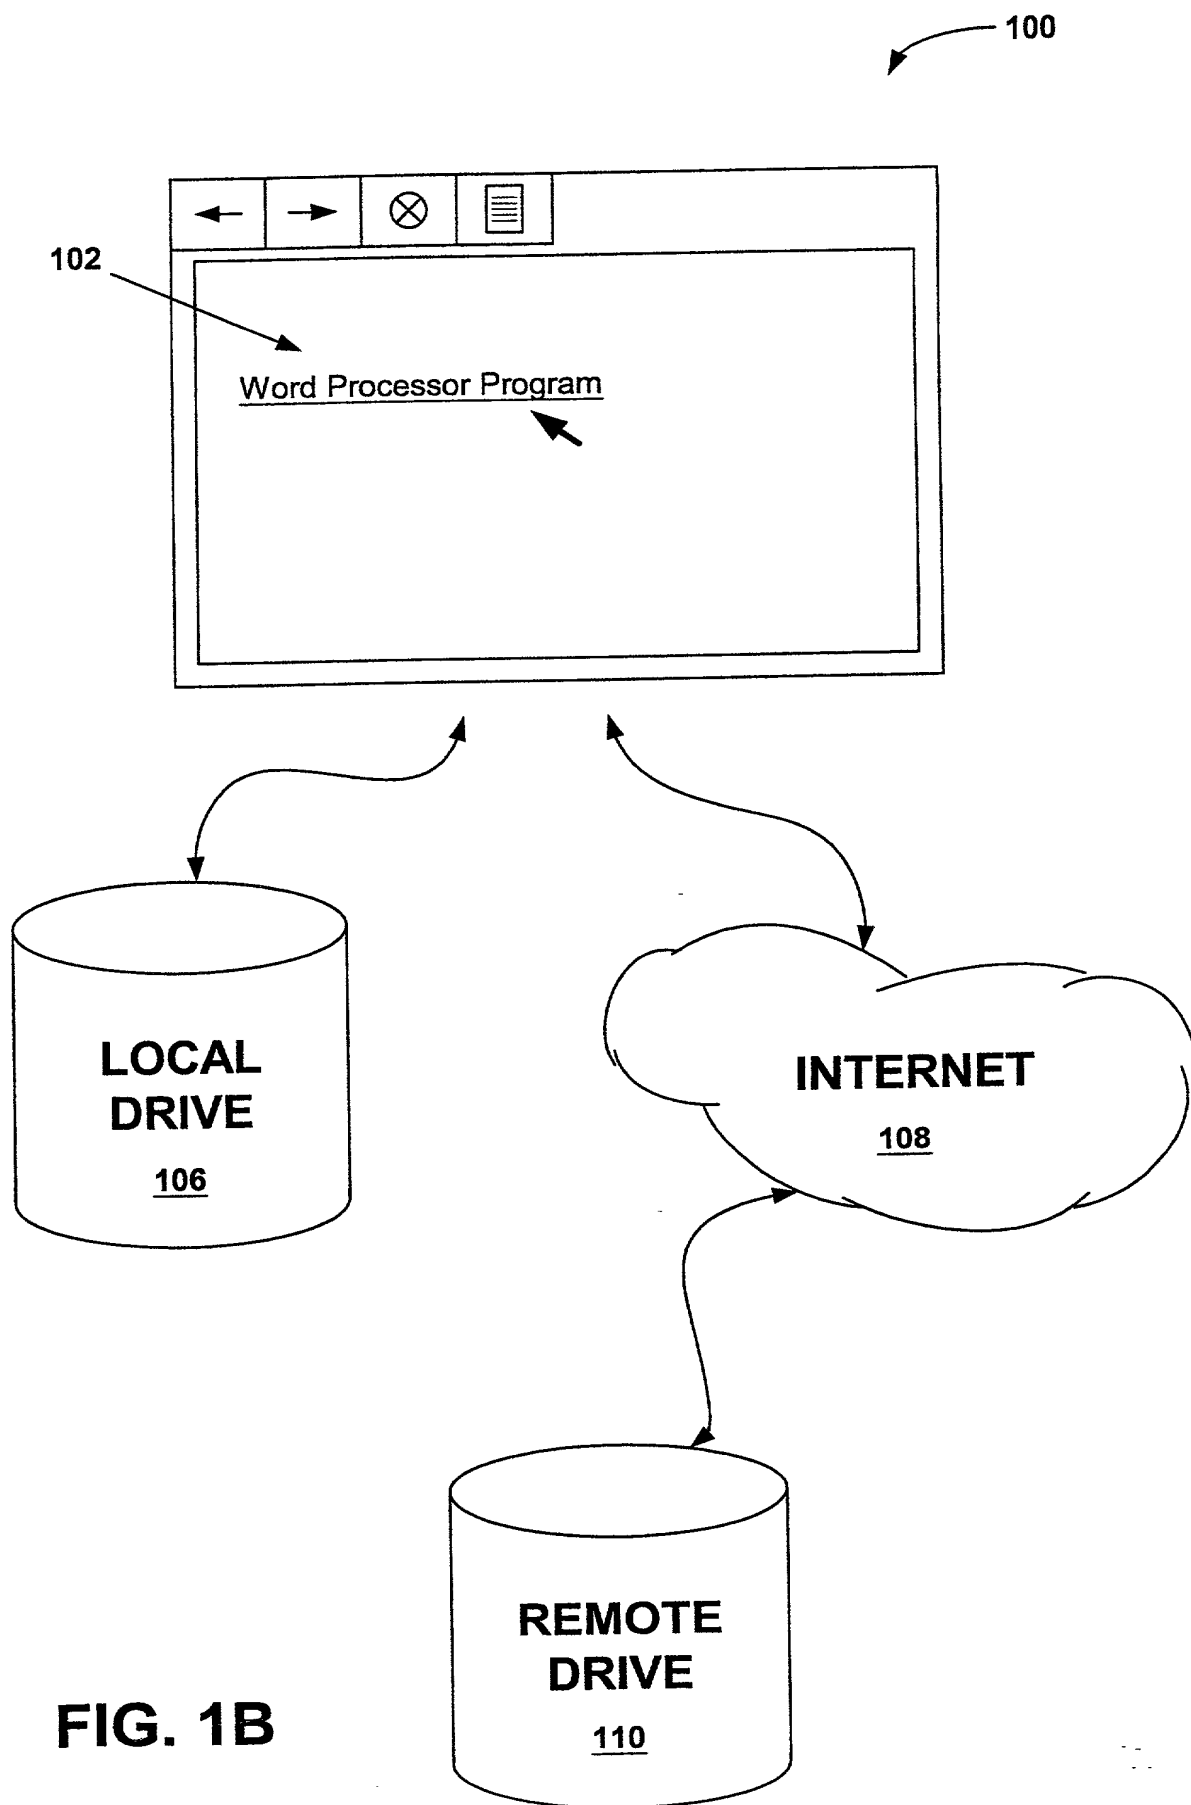 100
102
Word Processor Program
LOCAL
DRIVE
106
INTERNET
108
REMOTE
DRIVE
110
FIG. 1B